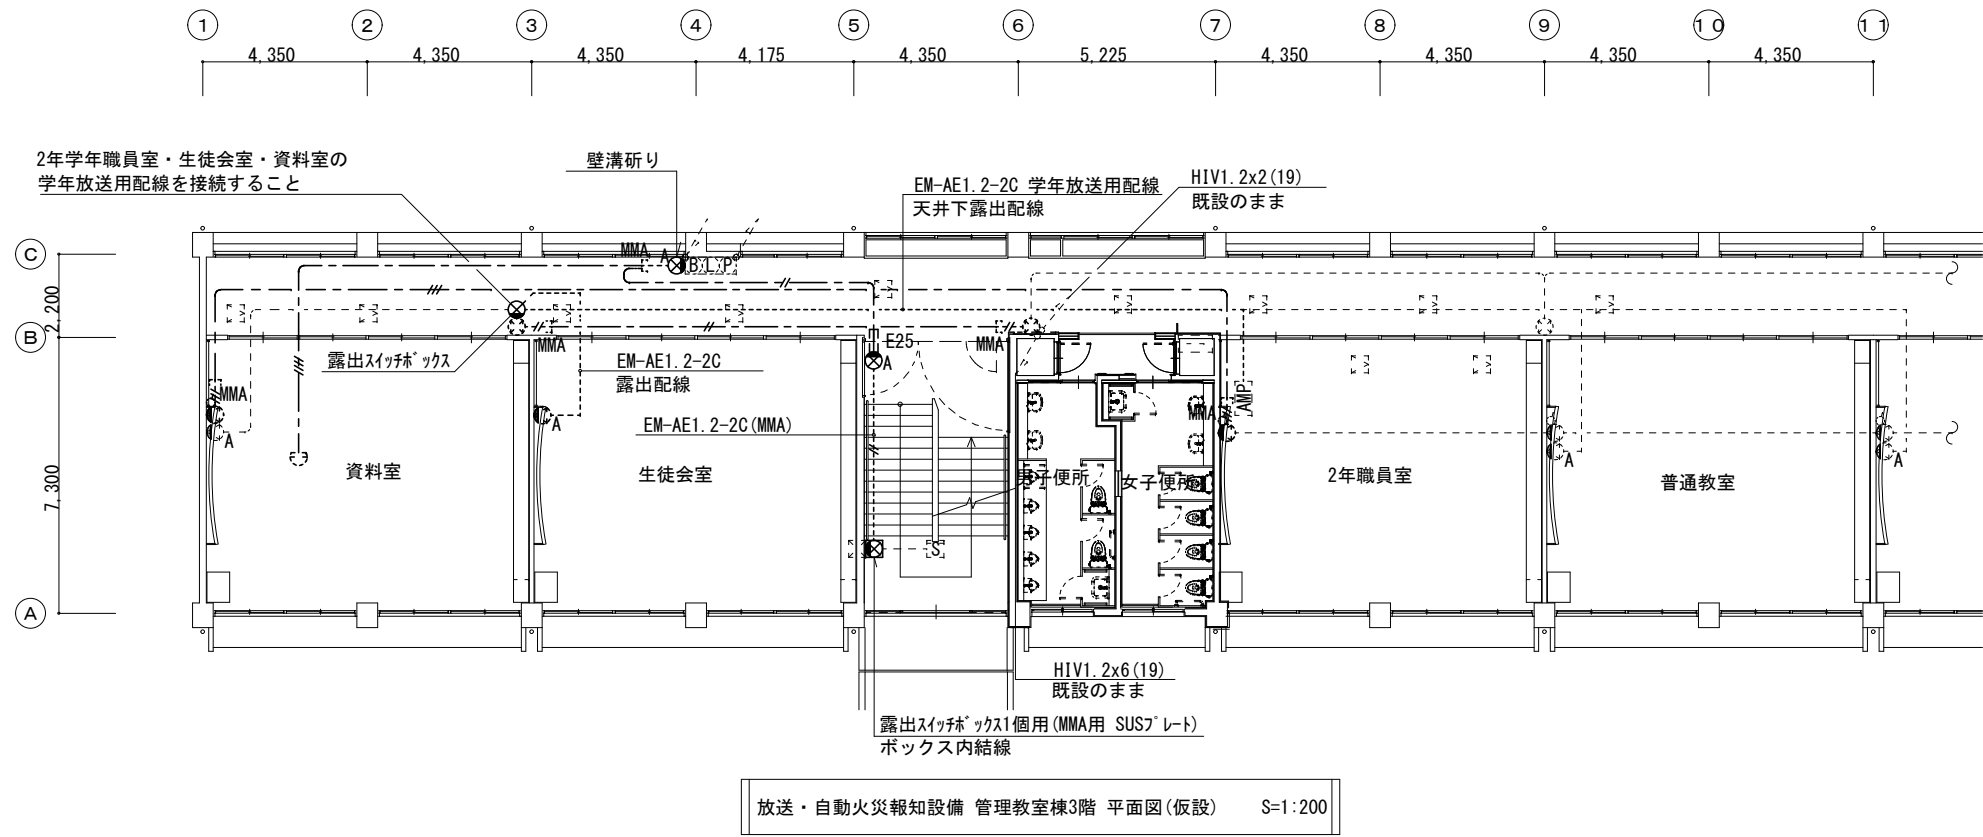 1 2 3 4 5 6 7 8 9 10 11
4,350 4,350 4,350 4,175 4,350 5,225 4,350 4,350 4,350 4,350
2年学年職員室・生徒会室・資料室の
学年放送用配線を接続すること
壁溝斫り
EM-AE1.2-2C 学年放送用配線
天井下露出配線
HIV1.2x2(19)
既設のまま
C
MMA
A
B L P
2,200
B
露出スイッチボックス
MMA
EM-AE1.2-2C
露出配線
E25
A
MMA
MMA
A
A
EM-AE1.2-2C(MMA)
MMA
AMP
A
A
7,300
資料室
生徒会室
男子便所
女子便所
2年職員室
普通教室
S
A
HIV1.2x6(19)
既設のまま
露出スイッチボックス1個用(MMA用 SUSプレート)
ボックス内結線
放送・自動火災報知設備 管理教室棟3階 平面図(仮設) S=1:200